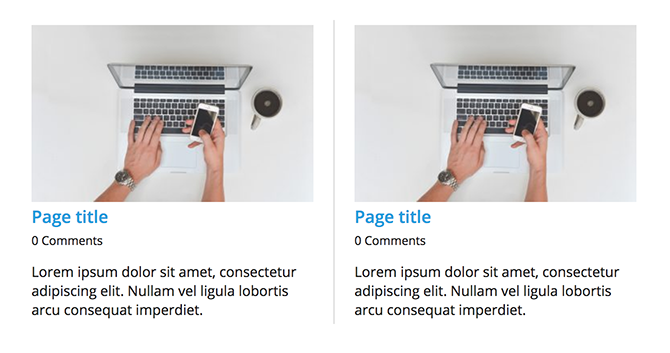 Page title
0 Comments
Lorem ipsum dolor sit amet, consectetur
adipiscing elit. Nullam vel ligula lobortis
arcu consequat imperdiet.
Page title
0 Comments
Lorem ipsum dolor sit amet, consectetur
adipiscing elit. Nullam vel ligula lobortis
arcu consequat imperdiet.